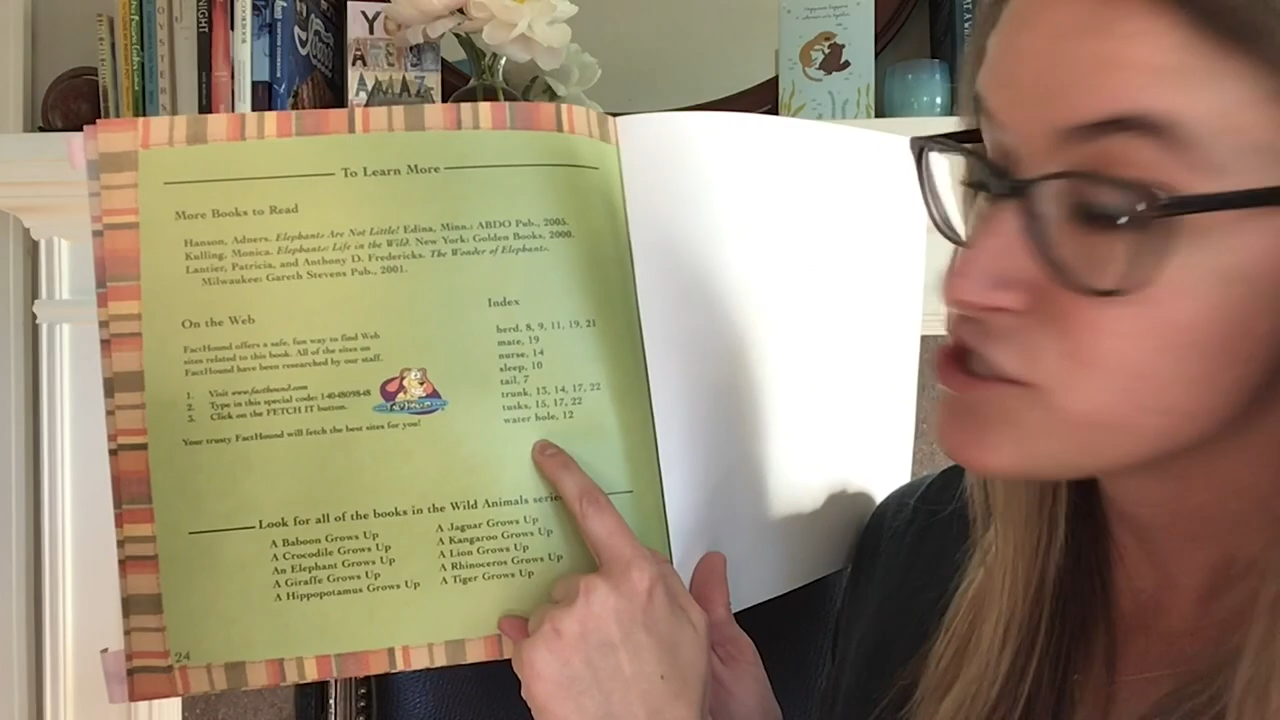 NIGHT
COOKBOOK
OYSTERS
Y
To Learn More
More Books to Read
Hanson, Adners. Elephants Are Not Little! Edina, Minn.: ABDO Pub., 2005.
Kulling, Monica. Elephants: Life in the Wild. New York: Golden Books, 2000.
Lantier, Patricia, and Anthony D. Fredericks. The Wonder of Elephants.
Milwaukee: Gareth Stevens Pub., 2001.
On the Web
FactHound offers a safe, fun way to find Web
sites related to this book. All of the sites on
FactHound have been researched by our staff.
1. Visit www.facthound.com
2. Type in this special code: 1404809848
3. Click on the FETCH IT button.
Your trusty FactHound will fetch the best sites for you!
Index
herd, 8, 9, 11, 19, 21
mate, 19
nurse, 14
sleep, 10
tail, 7
trunk, 13, 14, 17, 22
tusks, 15, 17, 22
water hole, 12
Look for all of the books in the Wild Animals serie
A Baboon Grows Up
A Crocodile Grows Up
An Elephant Grows Up
A Giraffe Grows Up
A Hippopotamus Grows Up
A Jaguar Grows Up
A Kangaroo Grows Up
A Lion Grows Up
A Rhinoceros Grows Up
A Tiger Grows Up
24